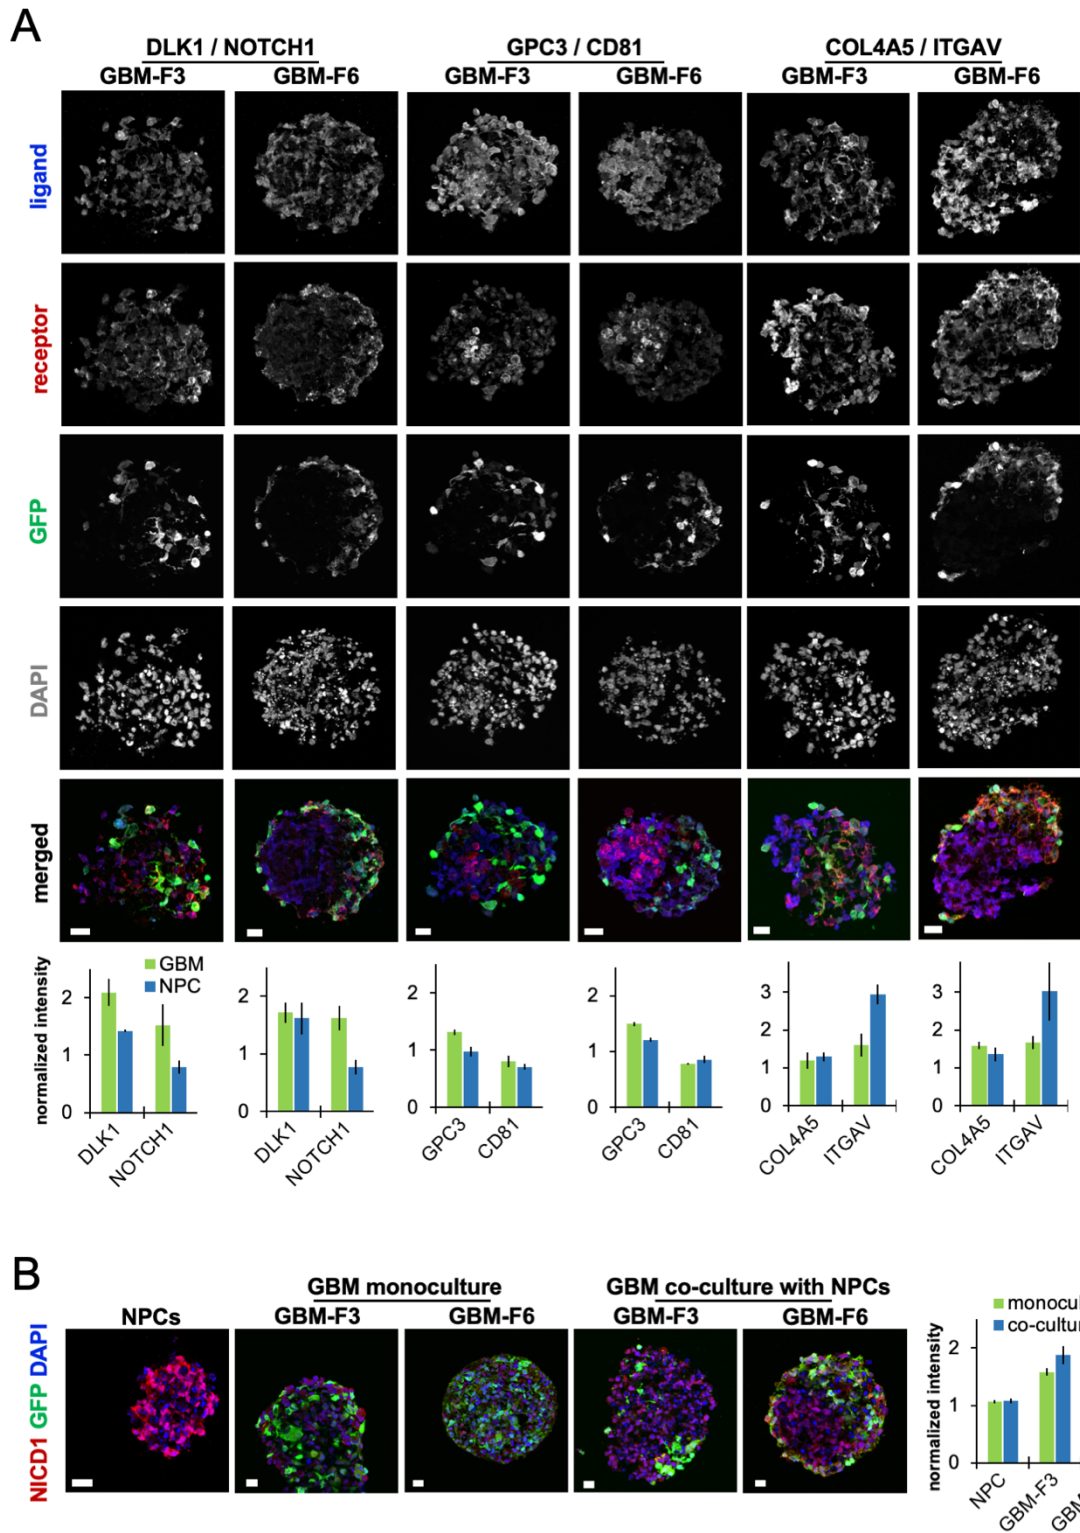 A
DLK1 / NOTCH1 GPC3 / CD81 COL4A5 / ITGAV
GBM-F3 GBM-F6 GBM-F3 GBM-F6 GBM-F3 GBM-F6
ligand
receptor
GFP
DAPI
merged
normalized intensity
GBM
NPC
2
1
0
DLK1
NOTCH1
2
1
0
DLK1
NOTCH1
2
1
0
GPC3
CD81
2
1
0
GPC3
CD81
3
2
1
0
COL4A5
ITGAV
3
2
1
0
COL4A5
ITGAV
B
GBM monoculture GBM co-culture with NPCs
NPCs GBM-F3 GBM-F6 GBM-F3 GBM-F6
NICD1 GFP DAPI
monocul
co-cultur
normalized intensity
2
1
0
NPC
GBM-F3
GBM